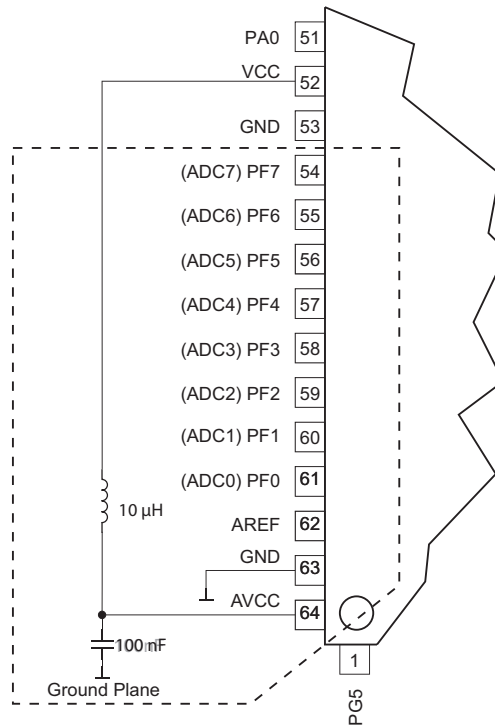 PA0 51
VCC 52
GND 53
(ADC7) PF7 54
(ADC6) PF6 55
(ADC5) PF5 56
(ADC4) PF4 57
(ADC3) PF3 58
(ADC2) PF2 59
(ADC1) PF1 60
(ADC0) PF0 61
10 µH
AREF 62
GND 63
AVCC 64
100 nF
Ground Plane
1
PG5